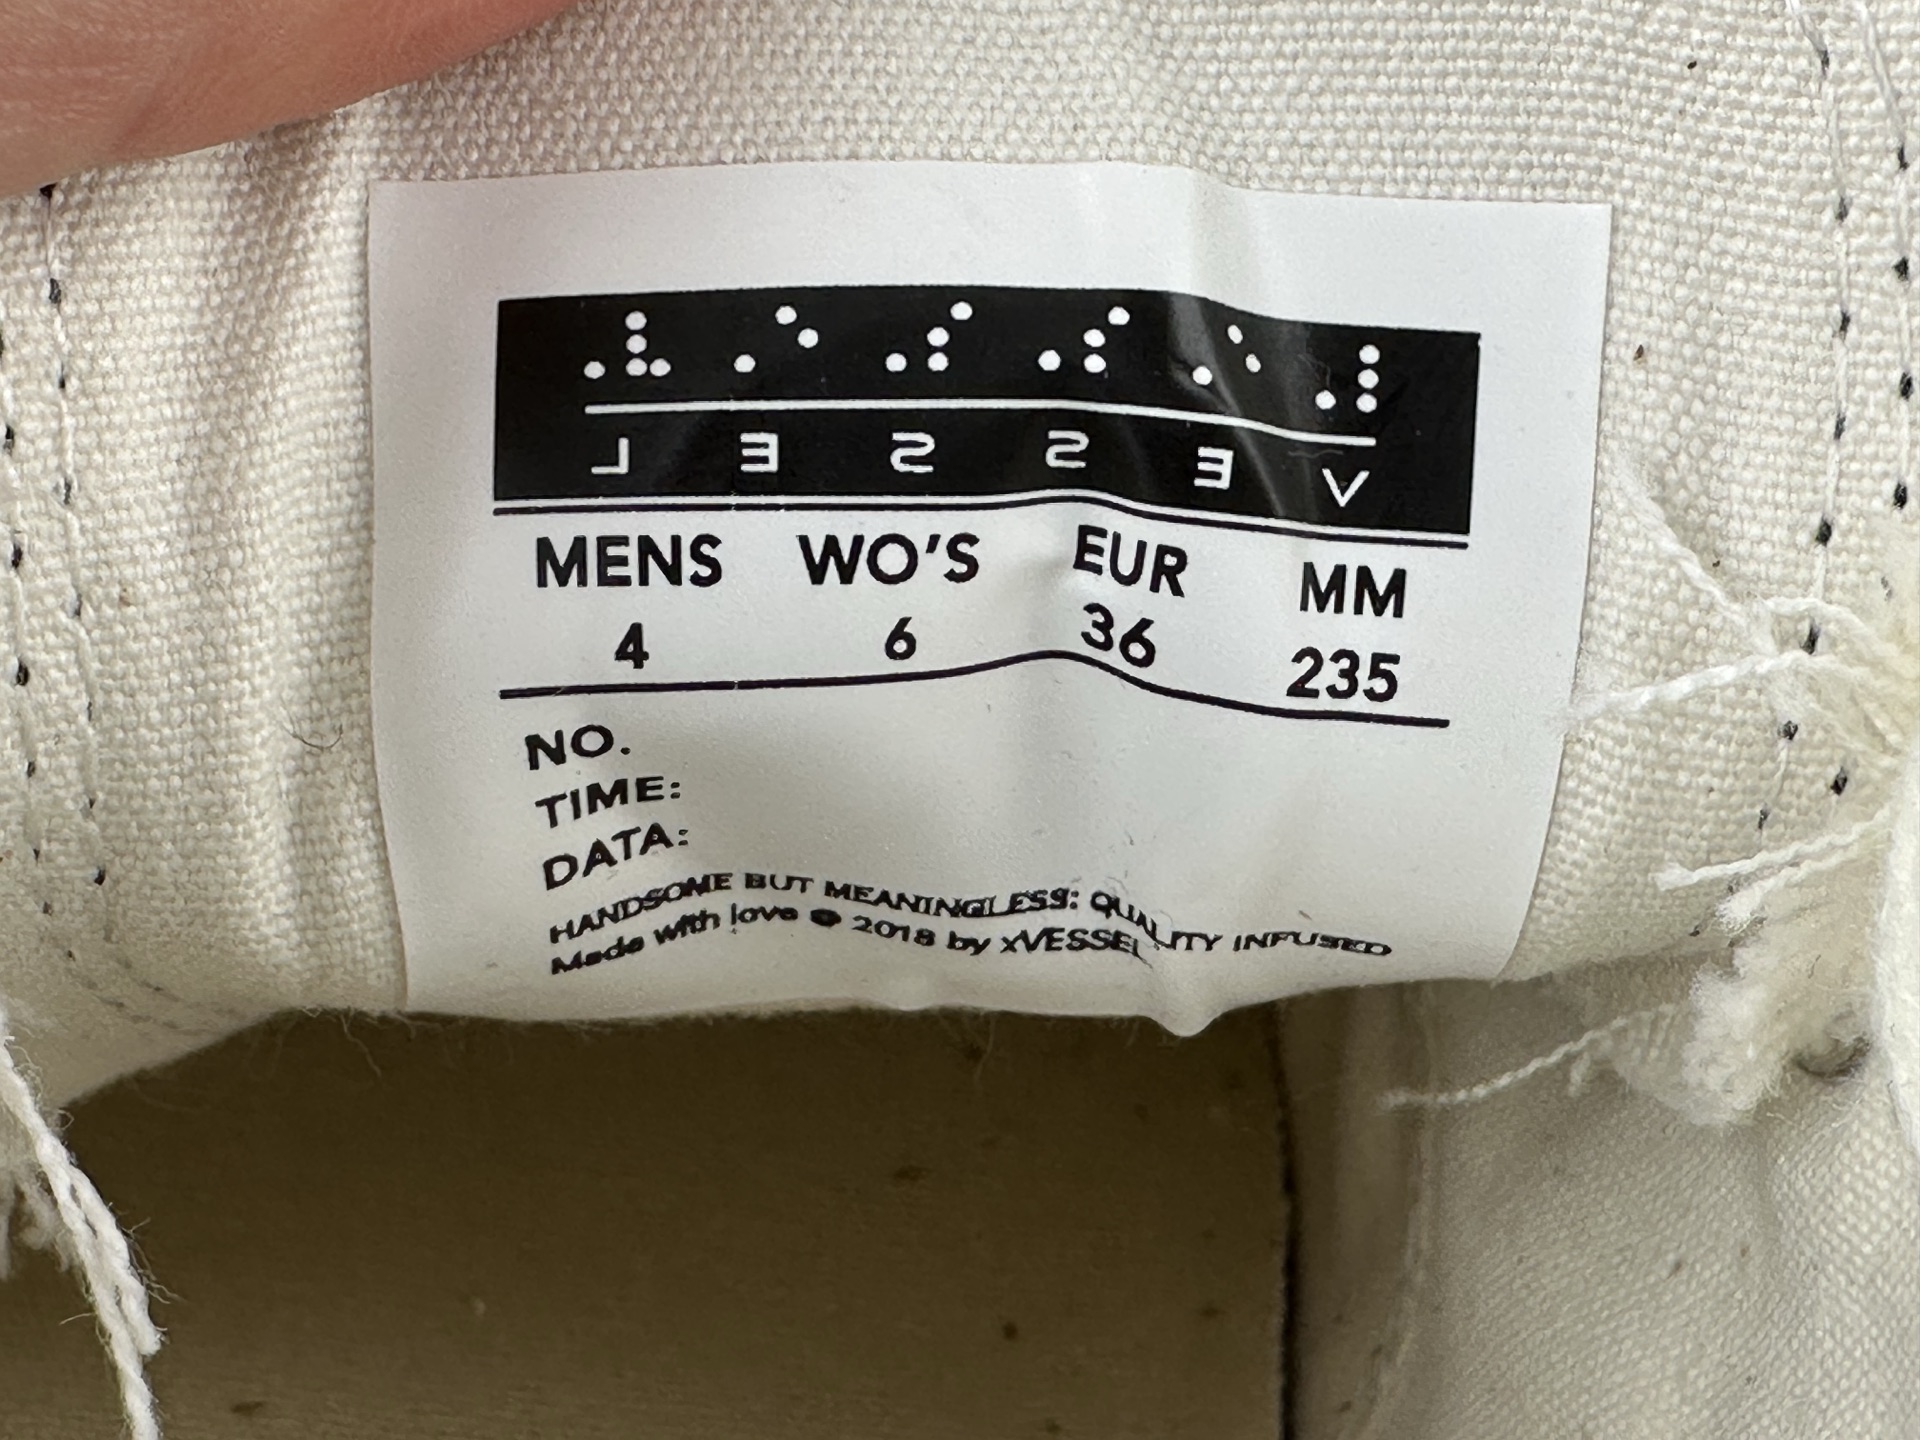 VESSEL
MENS WO'S EUR MM
4 6 36 235
NO.
TIME:
DATA:
HANDSOME BUT MEANINGLESS: QUALITY INFUSED
Made with love © 2018 by xVESSEL